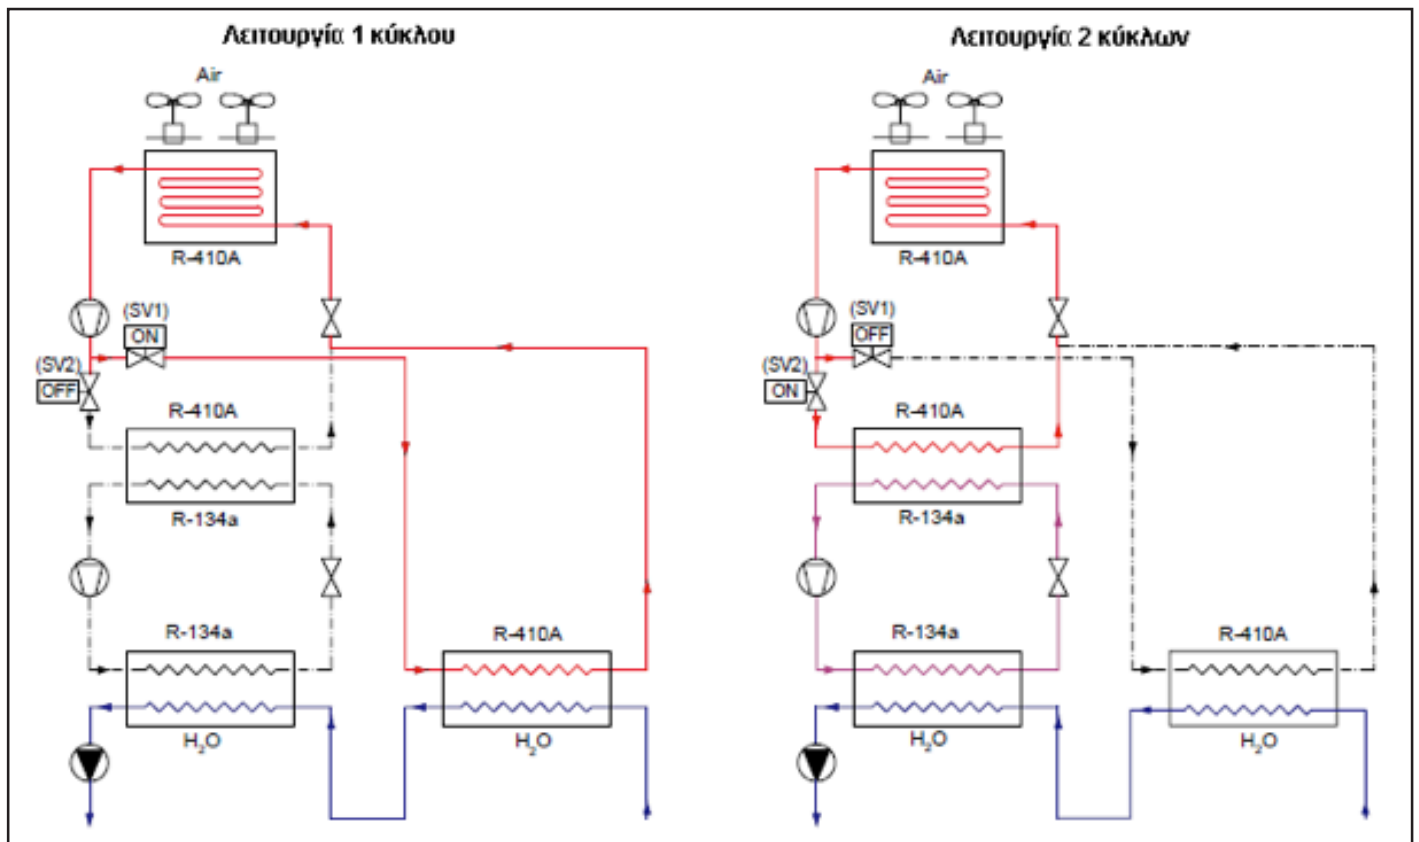 Λειτουργία 1 κύκλου
Air
R-410A
(SV1)
ON
(SV2)
OFF
R-410A
R-134a
R-134a
H₂O
R-410A
H₂O
Λειτουργία 2 κύκλων
Air
R-410A
(SV1)
OFF
(SV2)
ON
R-410A
R-134a
R-134a
H₂O
R-410A
H₂O